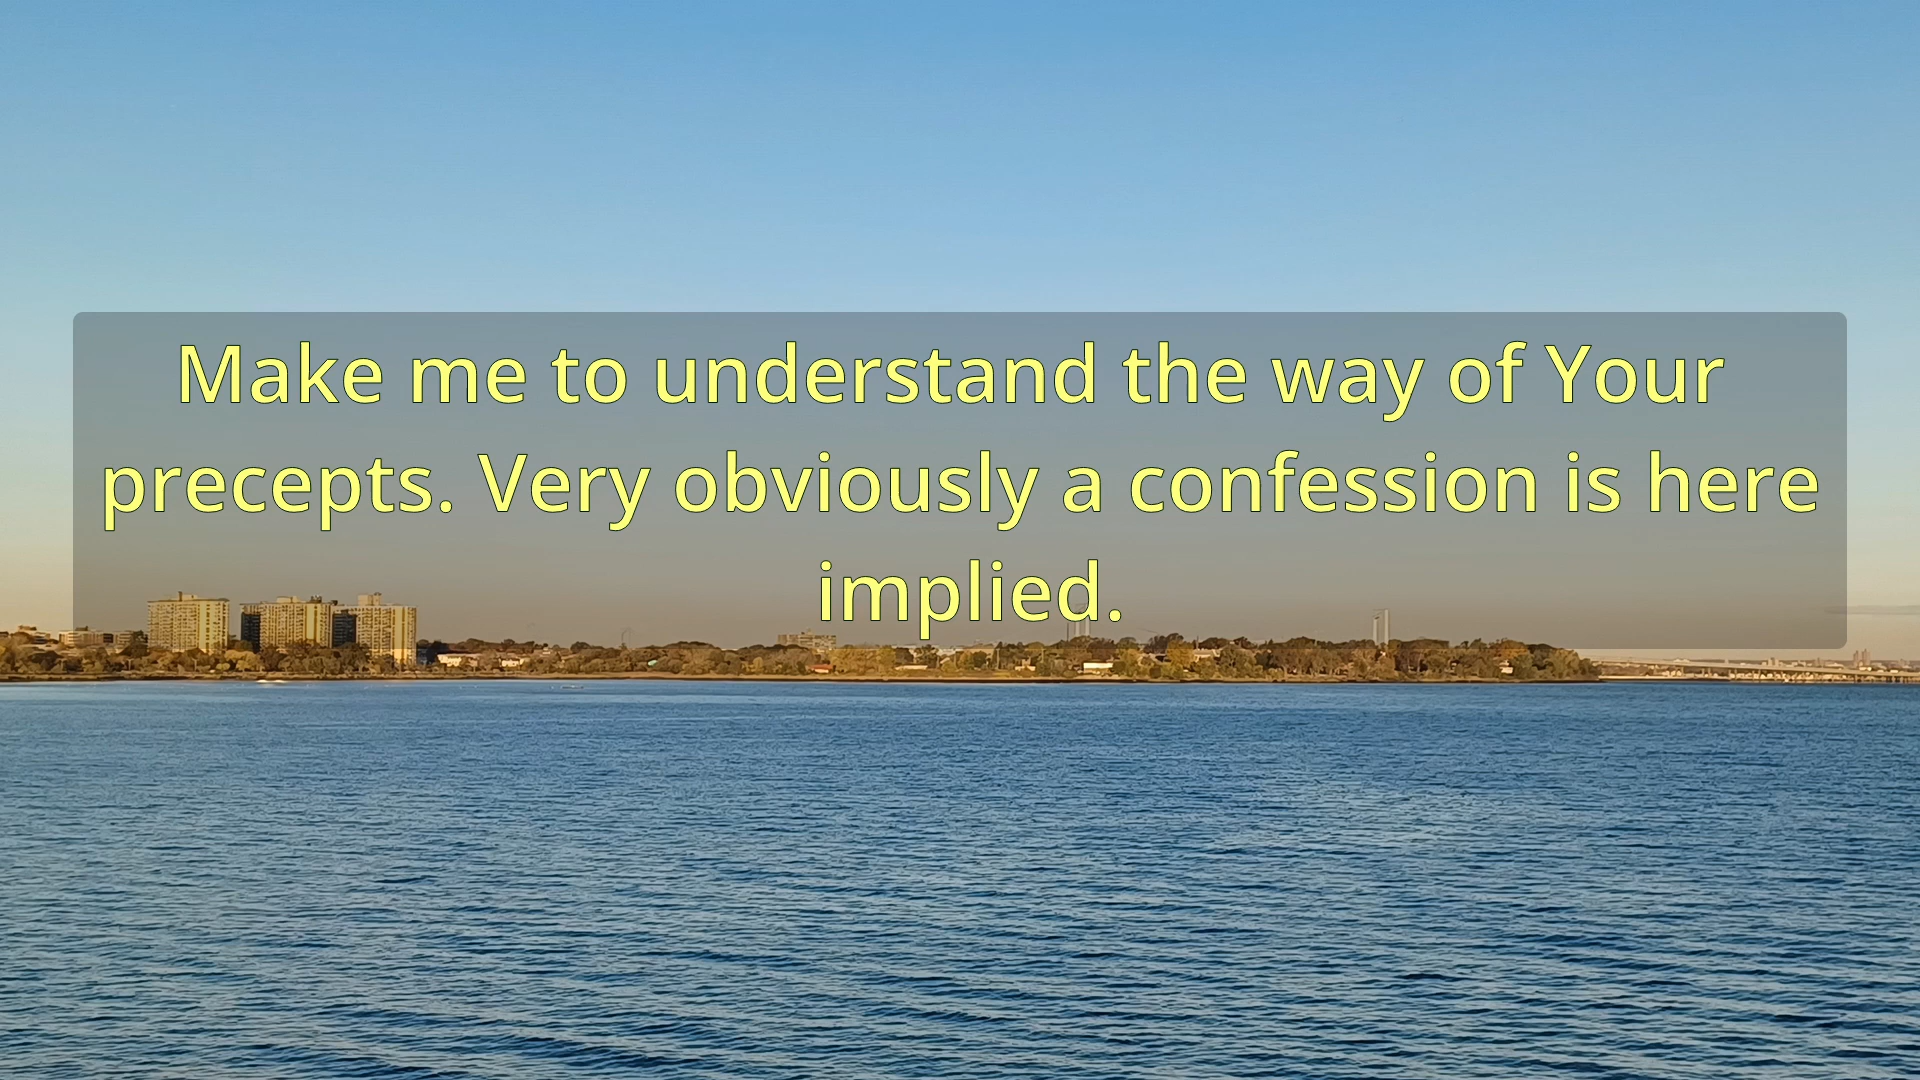 Make me to understand the way of Your
precepts. Very obviously a confession is here
implied.